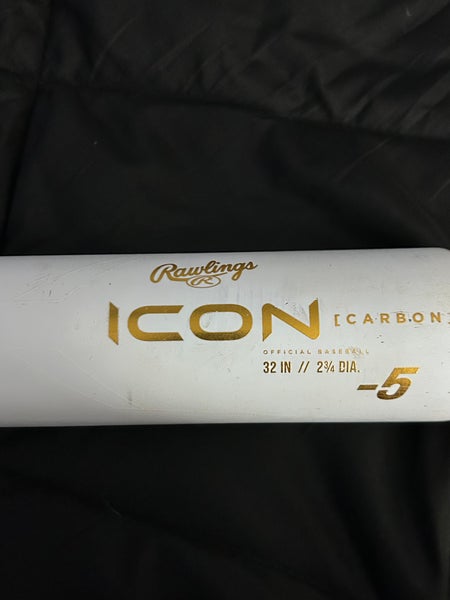 Rawlings
R
ICON [CARBON]
OFFICIAL BASEBALL
32 IN // 2¾ DIA.
-5